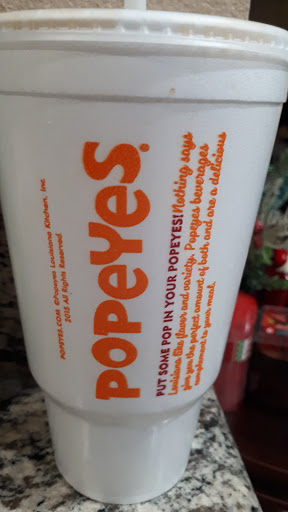 POPEYES.COM ©Popeyes Louisiana Kitchen, Inc
2013 All Rights Reserved.
POPEYES®
PUT SOME POP IN YOUR POPEYES! Nothing says
Louisiana like flavor and variety. Popeyes beverages
give you the perfect amount of both and are a delicious
complement to your meal.